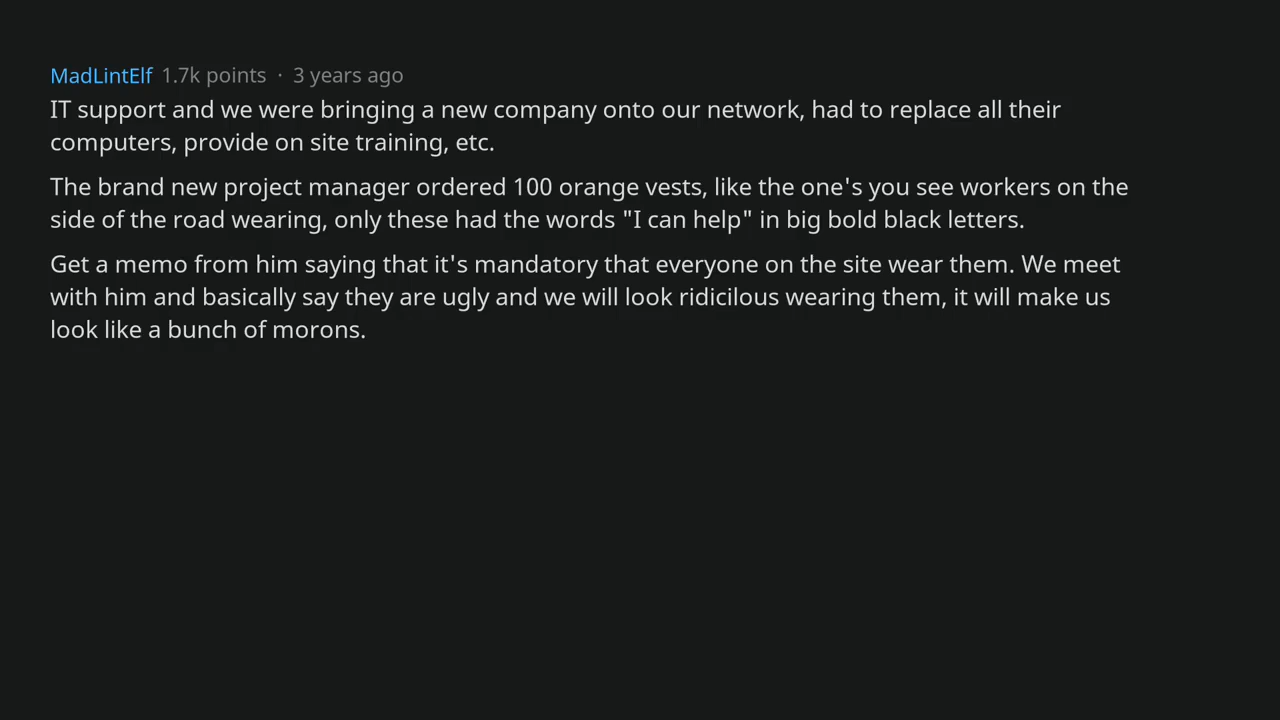 MadLintElf 1.7k points · 3 years ago
IT support and we were bringing a new company onto our network, had to replace all their
computers, provide on site training, etc.
The brand new project manager ordered 100 orange vests, like the one's you see workers on the
side of the road wearing, only these had the words "I can help" in big bold black letters.
Get a memo from him saying that it's mandatory that everyone on the site wear them. We meet
with him and basically say they are ugly and we will look ridicilous wearing them, it will make us
look like a bunch of morons.